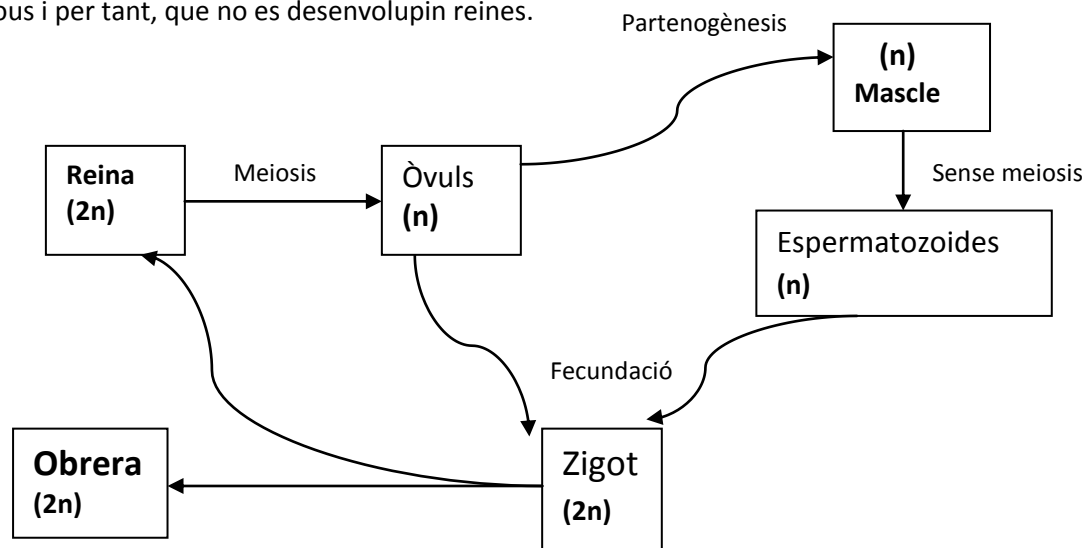 ous i per tant, que no es desenvolupin reines.
Partenogènesis
(n)
Mascle
Reina
(2n)
Meiosis
Òvuls
(n)
Sense meiosis
Espermatozoides
(n)
Fecundació
Obrera
(2n)
Zigot
(2n)